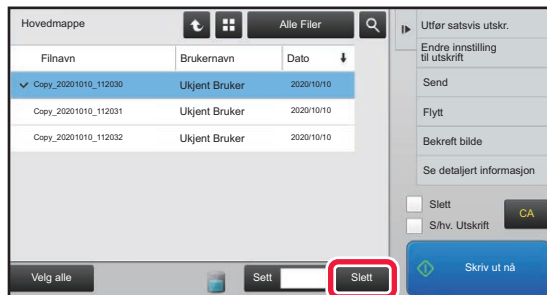 Hovedmappe
Alle Filer
Filnavn Brukernavn Dato
Copy_20201010_112030 Ukjent Bruker 2020/10/10
Copy_20201010_112031 Ukjent Bruker 2020/10/10
Copy_20201010_112032 Ukjent Bruker 2020/10/10
Velg alle
Sett
Slett
Utfør satsvis utskr.
Endre innstilling
til utskrift
Send
Flytt
Bekreft bilde
Se detaljert informasjon
Slett
S/hv. Utskrift
CA
Skriv ut nå